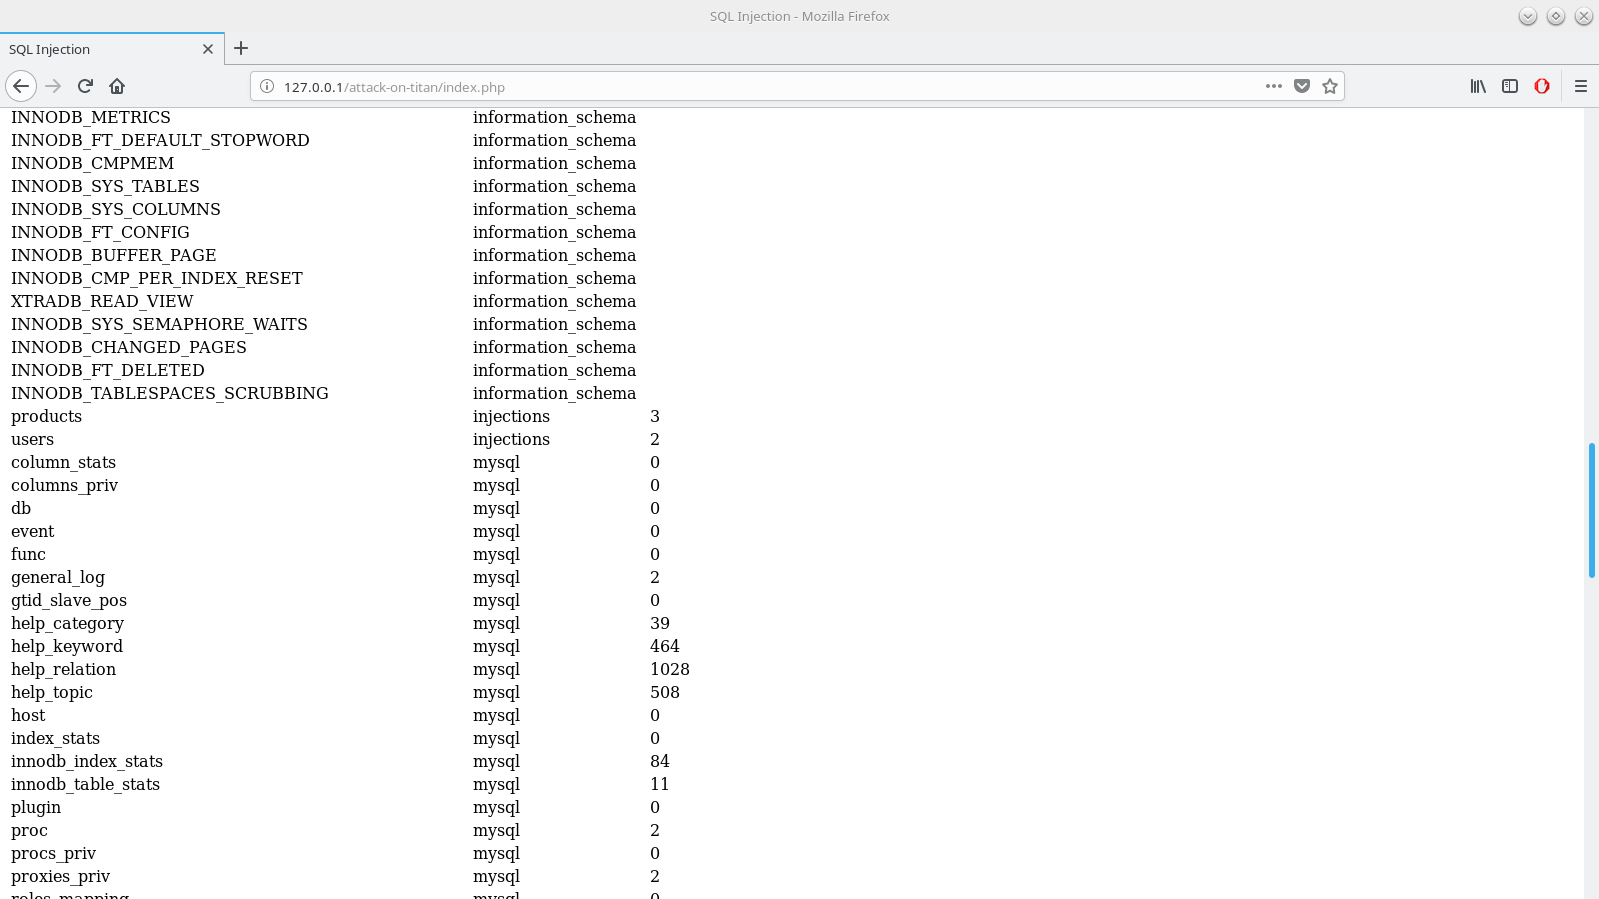 SQL Injection - Mozilla Firefox
SQL Injection
127.0.0.1/attack-on-titan/index.php
INNODB_METRICS information_schema
INNODB_FT_DEFAULT_STOPWORD information_schema
INNODB_CMPMEM information_schema
INNODB_SYS_TABLES information_schema
INNODB_SYS_COLUMNS information_schema
INNODB_FT_CONFIG information_schema
INNODB_BUFFER_PAGE information_schema
INNODB_CMP_PER_INDEX_RESET information_schema
XTRADB_READ_VIEW information_schema
INNODB_SYS_SEMAPHORE_WAITS information_schema
INNODB_CHANGED_PAGES information_schema
INNODB_FT_DELETED information_schema
INNODB_TABLESPACES_SCRUBBING information_schema
products injections 3
users injections 2
column_stats mysql 0
columns_priv mysql 0
db mysql 0
event mysql 0
func mysql 0
general_log mysql 2
gtid_slave_pos mysql 0
help_category mysql 39
help_keyword mysql 464
help_relation mysql 1028
help_topic mysql 508
host mysql 0
index_stats mysql 0
innodb_index_stats mysql 84
innodb_table_stats mysql 11
plugin mysql 0
proc mysql 2
procs_priv mysql 0
proxies_priv mysql 2
roles_mapping mysql 0